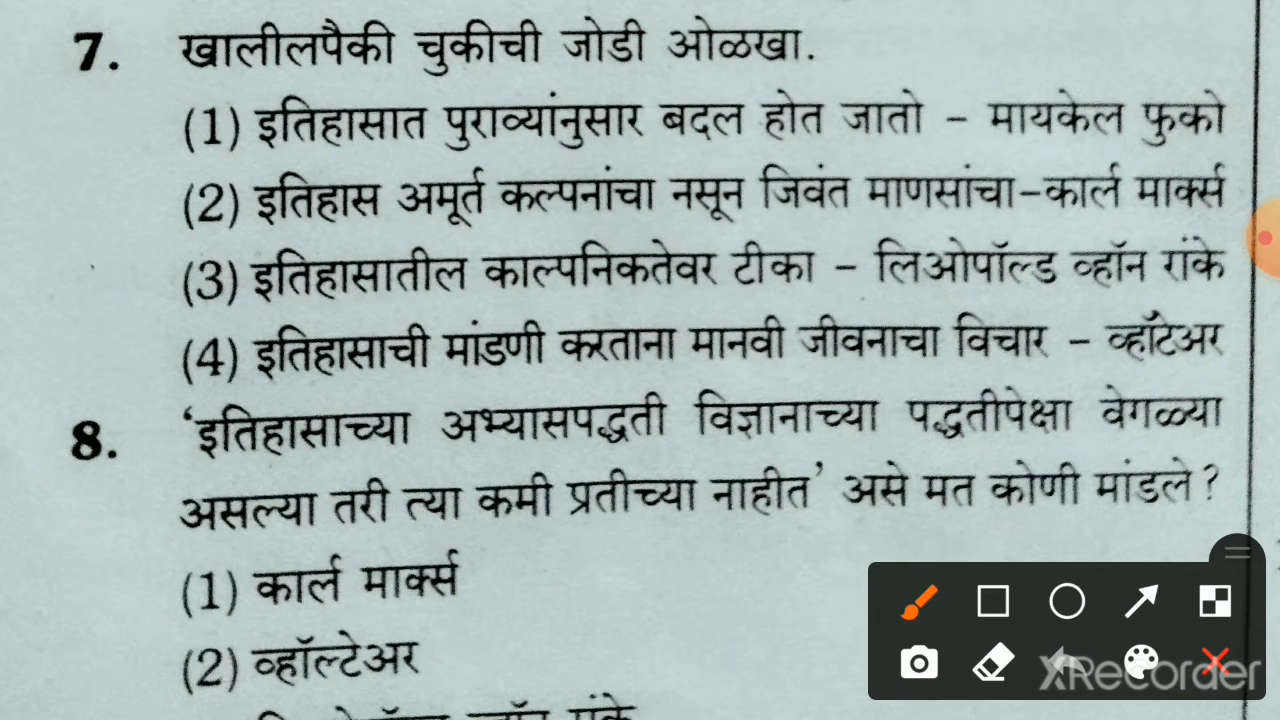 7. खालीलपैकी चुकीची जोडी ओळखा.
(1) इतिहासात पुराव्यांनुसार बदल होत जातो - मायकेल फुको
(2) इतिहास अमूर्त कल्पनांचा नसून जिवंत माणसांचा-कार्ल मार्क्स
(3) इतिहासातील काल्पनिकतेवर टीका - लिओपॉल्ड व्हॉन रांके
(4) इतिहासाची मांडणी करताना मानवी जीवनाचा विचार - व्हॉटेअर
8. 'इतिहासाच्या अभ्यासपद्धती विज्ञानाच्या पद्धतीपेक्षा वेगळ्या
असल्या तरी त्या कमी प्रतीच्या नाहीत' असे मत कोणी मांडले?
(1) कार्ल मार्क्स
(2) व्हॉल्टेअर
XRecorder